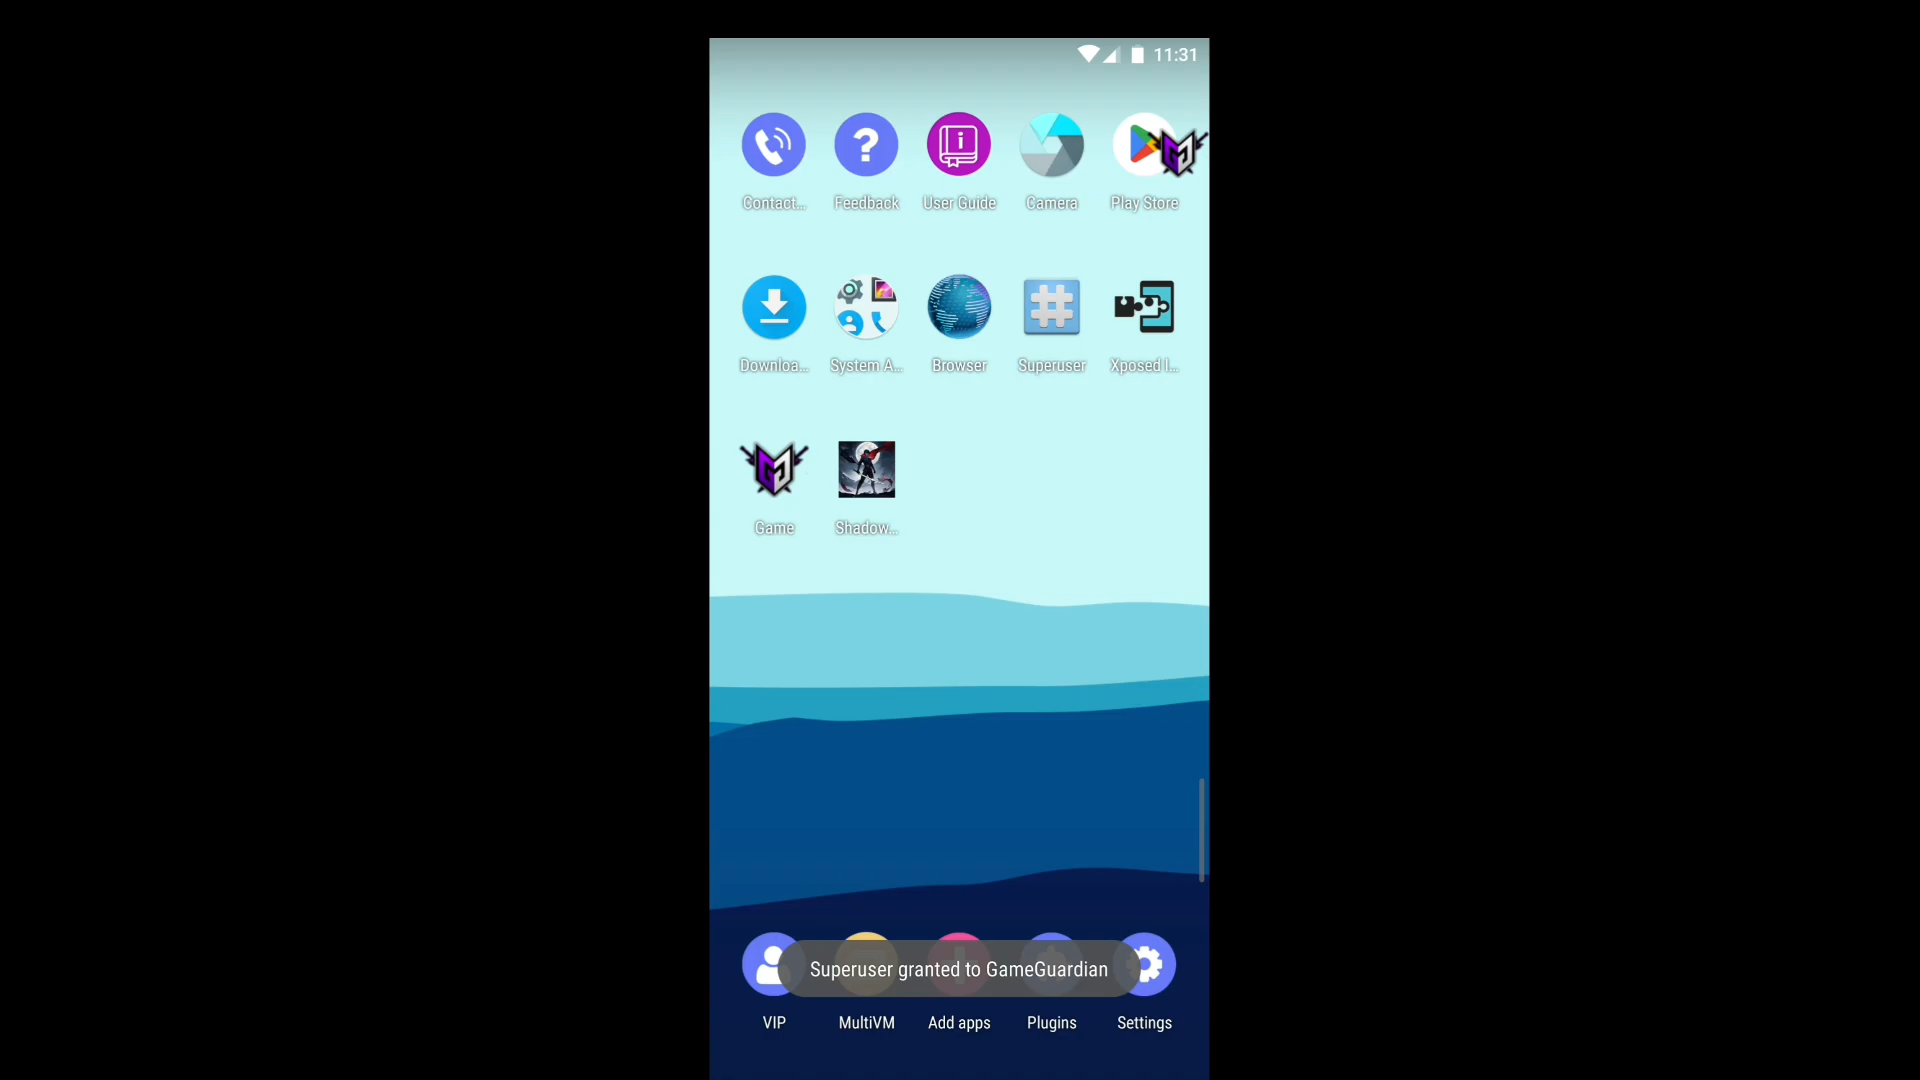 11:31
Contact...
Feedback
User Guide
Camera
Play Store
Downloa...
System A...
Browser
Superuser
Xposed I...
Game
Shadow...
Superuser granted to GameGuardian
VIP
MultiVM
Add apps
Plugins
Settings